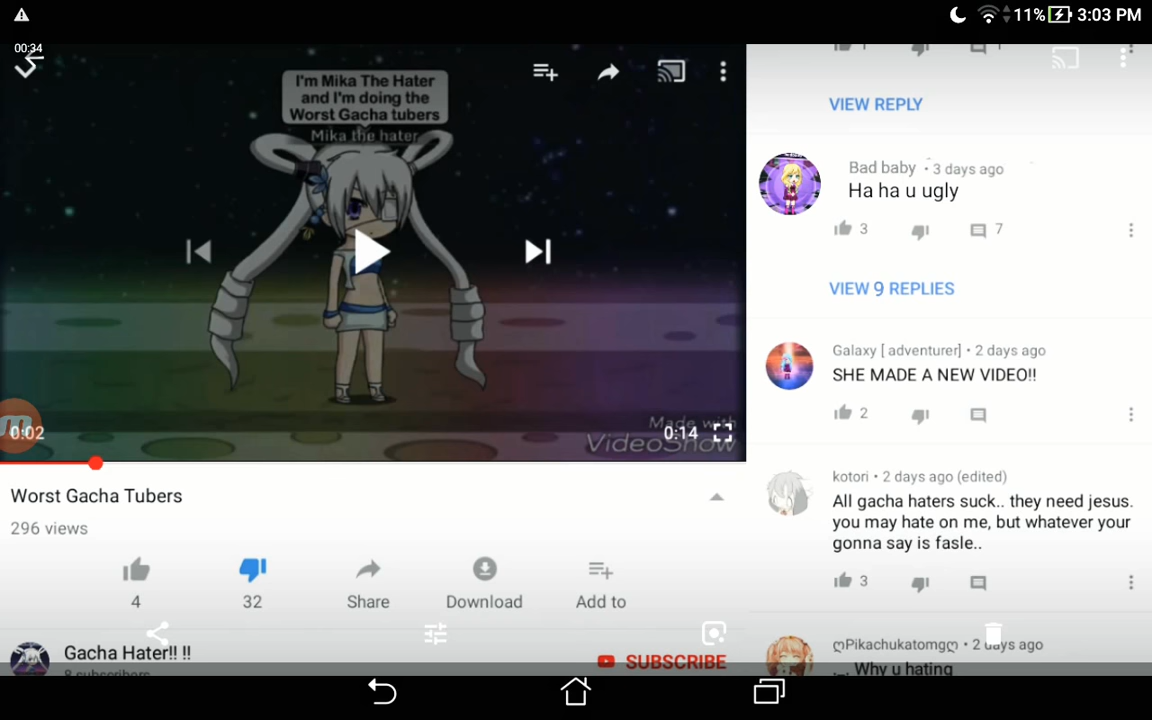 11% 3:03 PM
00:34
I'm Mika The Hater
and I'm doing the
Worst Gacha tubers
Mika the hater
0:02
0:14
Made with
VideoShow
Worst Gacha Tubers
296 views
4
32
Share
Download
Add to
Gacha Hater!! !!
8 subscribers
SUBSCRIBE
VIEW REPLY
Bad baby • 3 days ago
Ha ha u ugly
3
7
VIEW 9 REPLIES
Galaxy [ adventurer] • 2 days ago
SHE MADE A NEW VIDEO!!
2
kotori • 2 days ago (edited)
All gacha haters suck.. they need jesus.
you may hate on me, but whatever your
gonna say is fasle..
3
ღPikachukatomgღ • 2 days ago
._. Why u hating